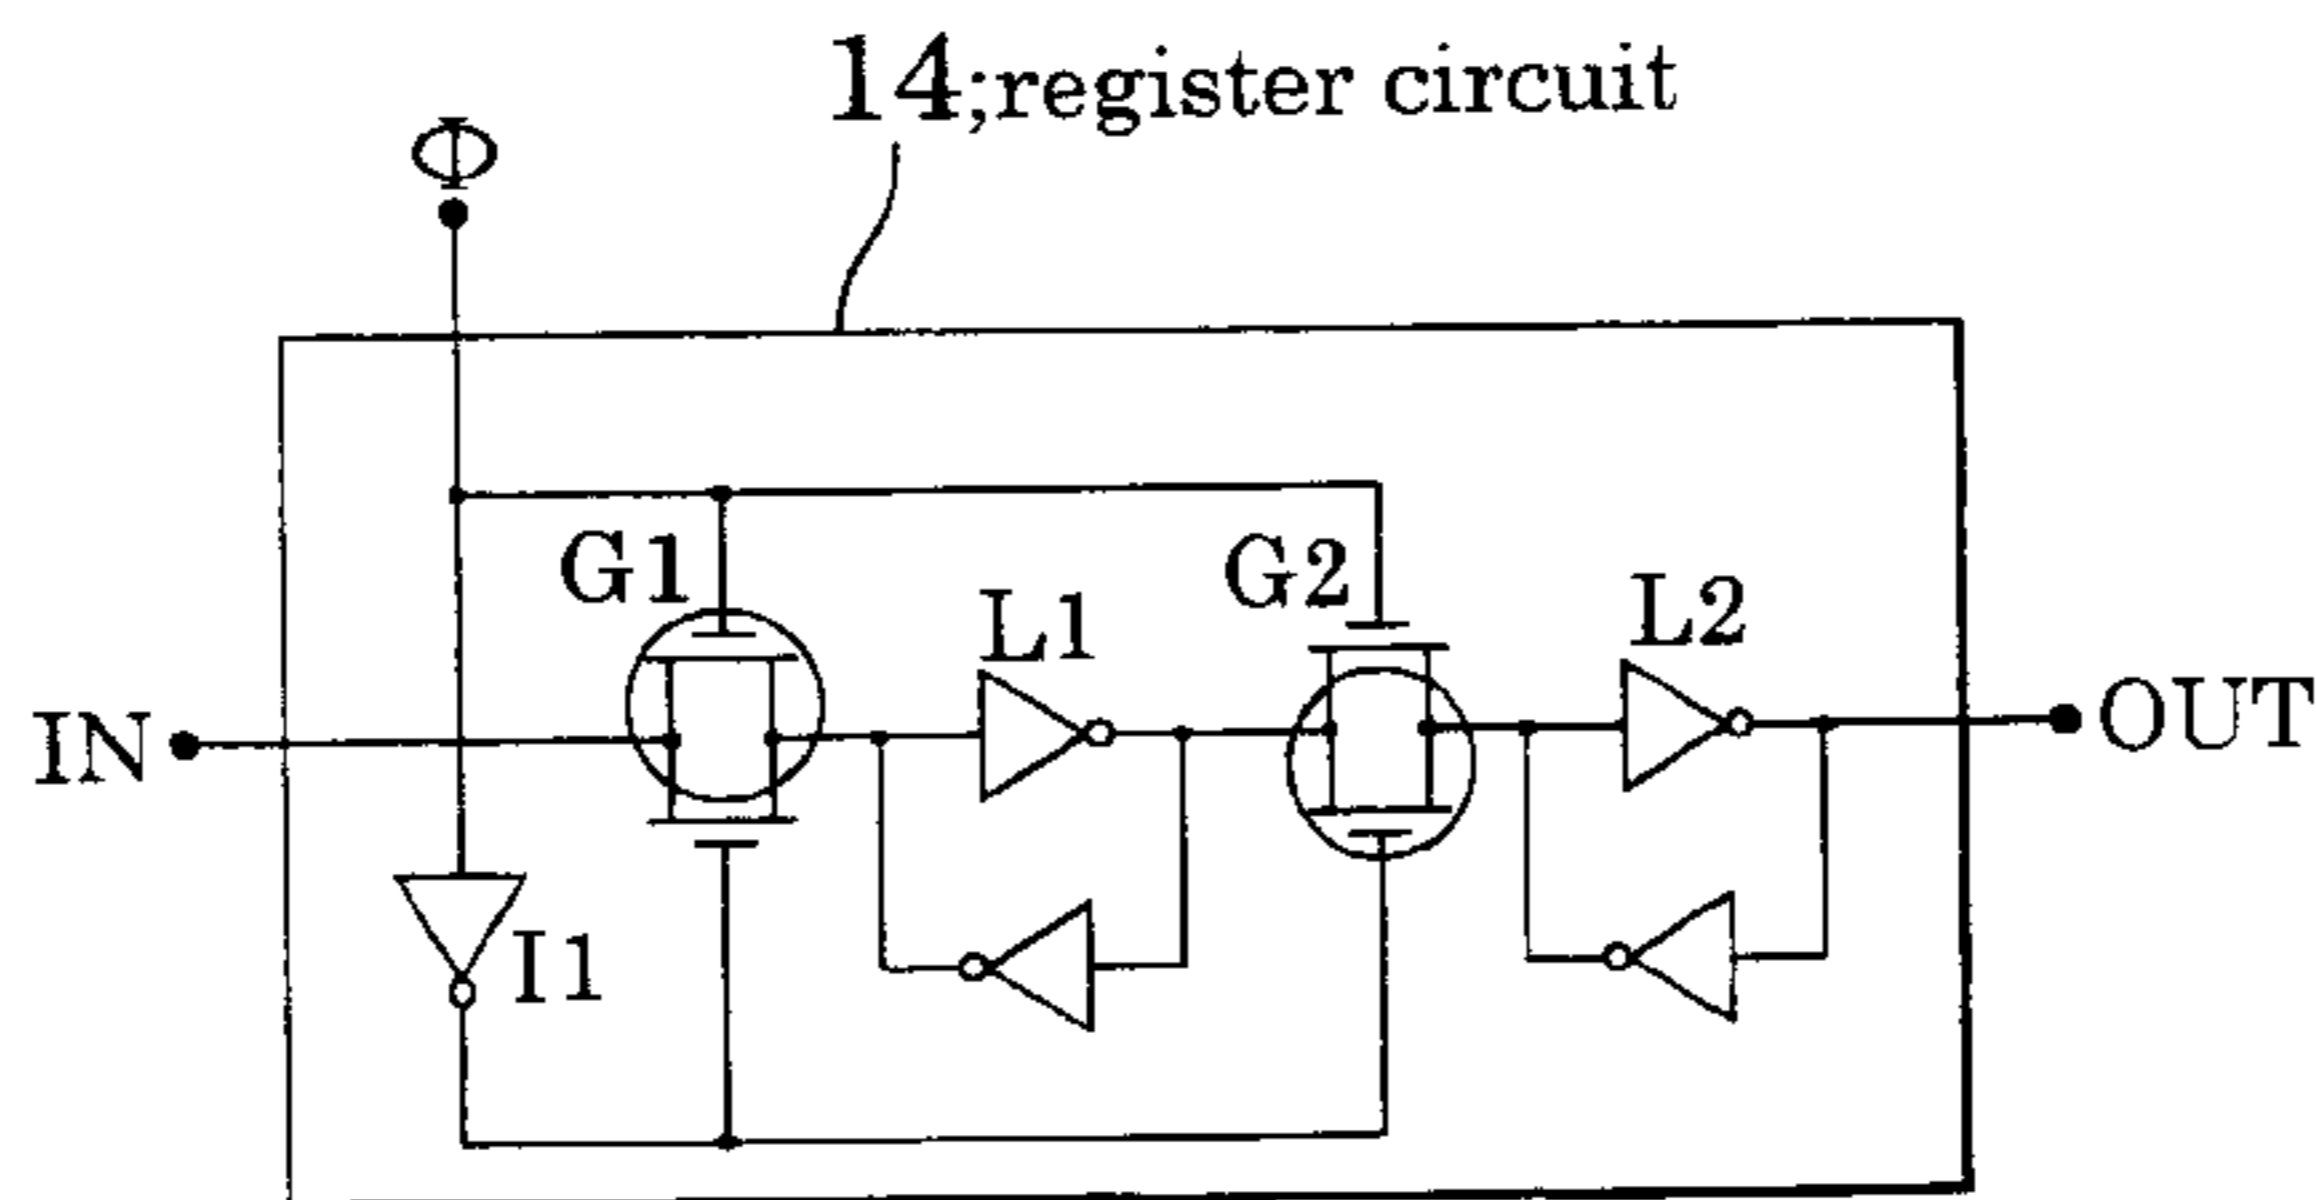 14;register circuit
Φ
G1
G2
L1
L2
IN
OUT
I1